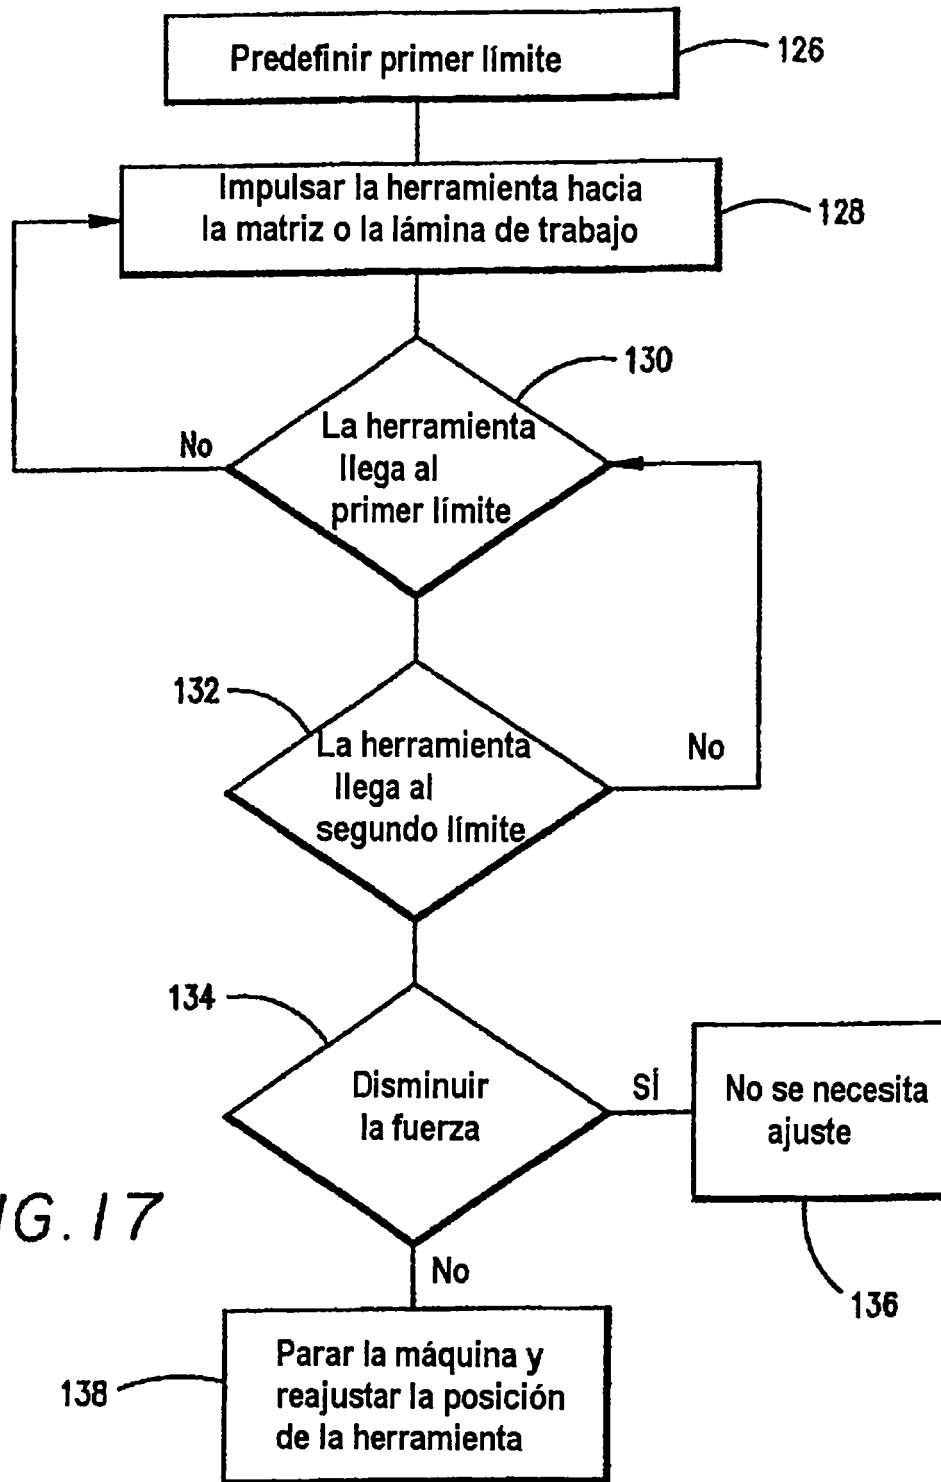 Predefinir primer límite
126
Impulsar la herramienta hacia
la matriz o la lámina de trabajo
128
130
La herramienta
llega al
primer límite
No
132
La herramienta
llega al
segundo límite
No
134
Disminuir
la fuerza
SÍ
No se necesita
ajuste
136
IG. 17
No
138
Parar la máquina y
reajustar la posición
de la herramienta